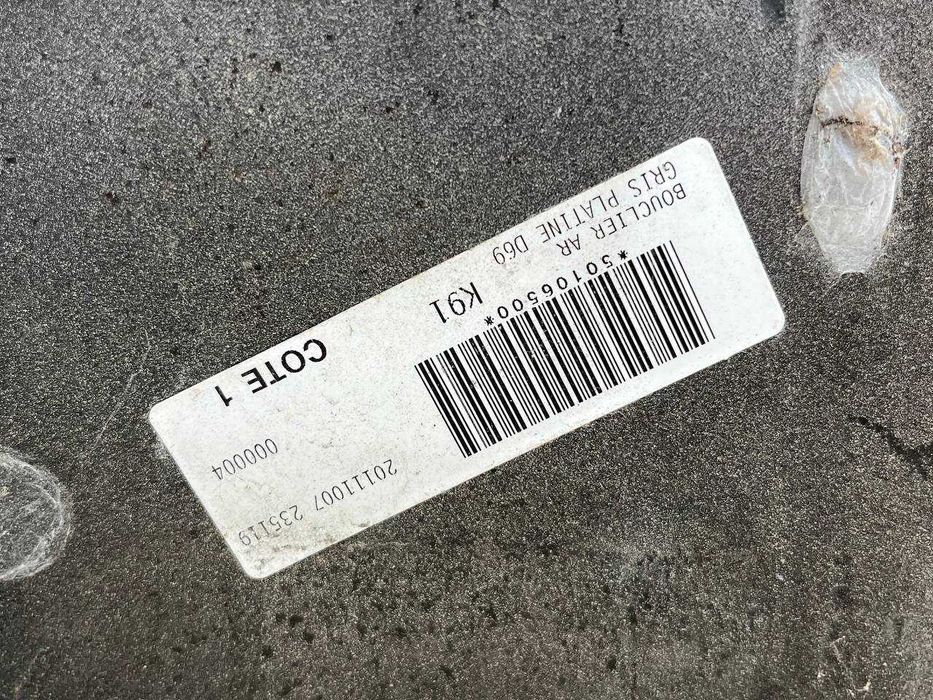 BOUCLIER AR
GRIS PLATINE D69
*50106500*
K91
COTE 1
20111007 235119
000004